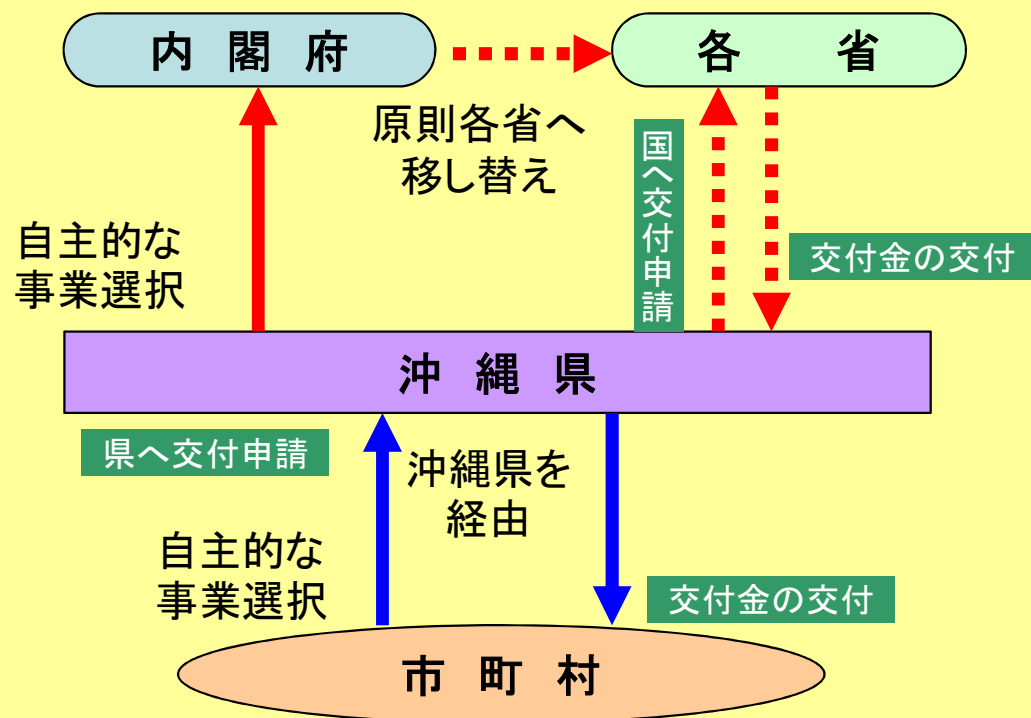 内 閣 府
各 省
原則各省へ
移し替え
国へ交付申請
自主的な
事業選択
交付金の交付
沖 縄 県
県へ交付申請
沖縄県を
経由
自主的な
事業選択
交付金の交付
市 町 村